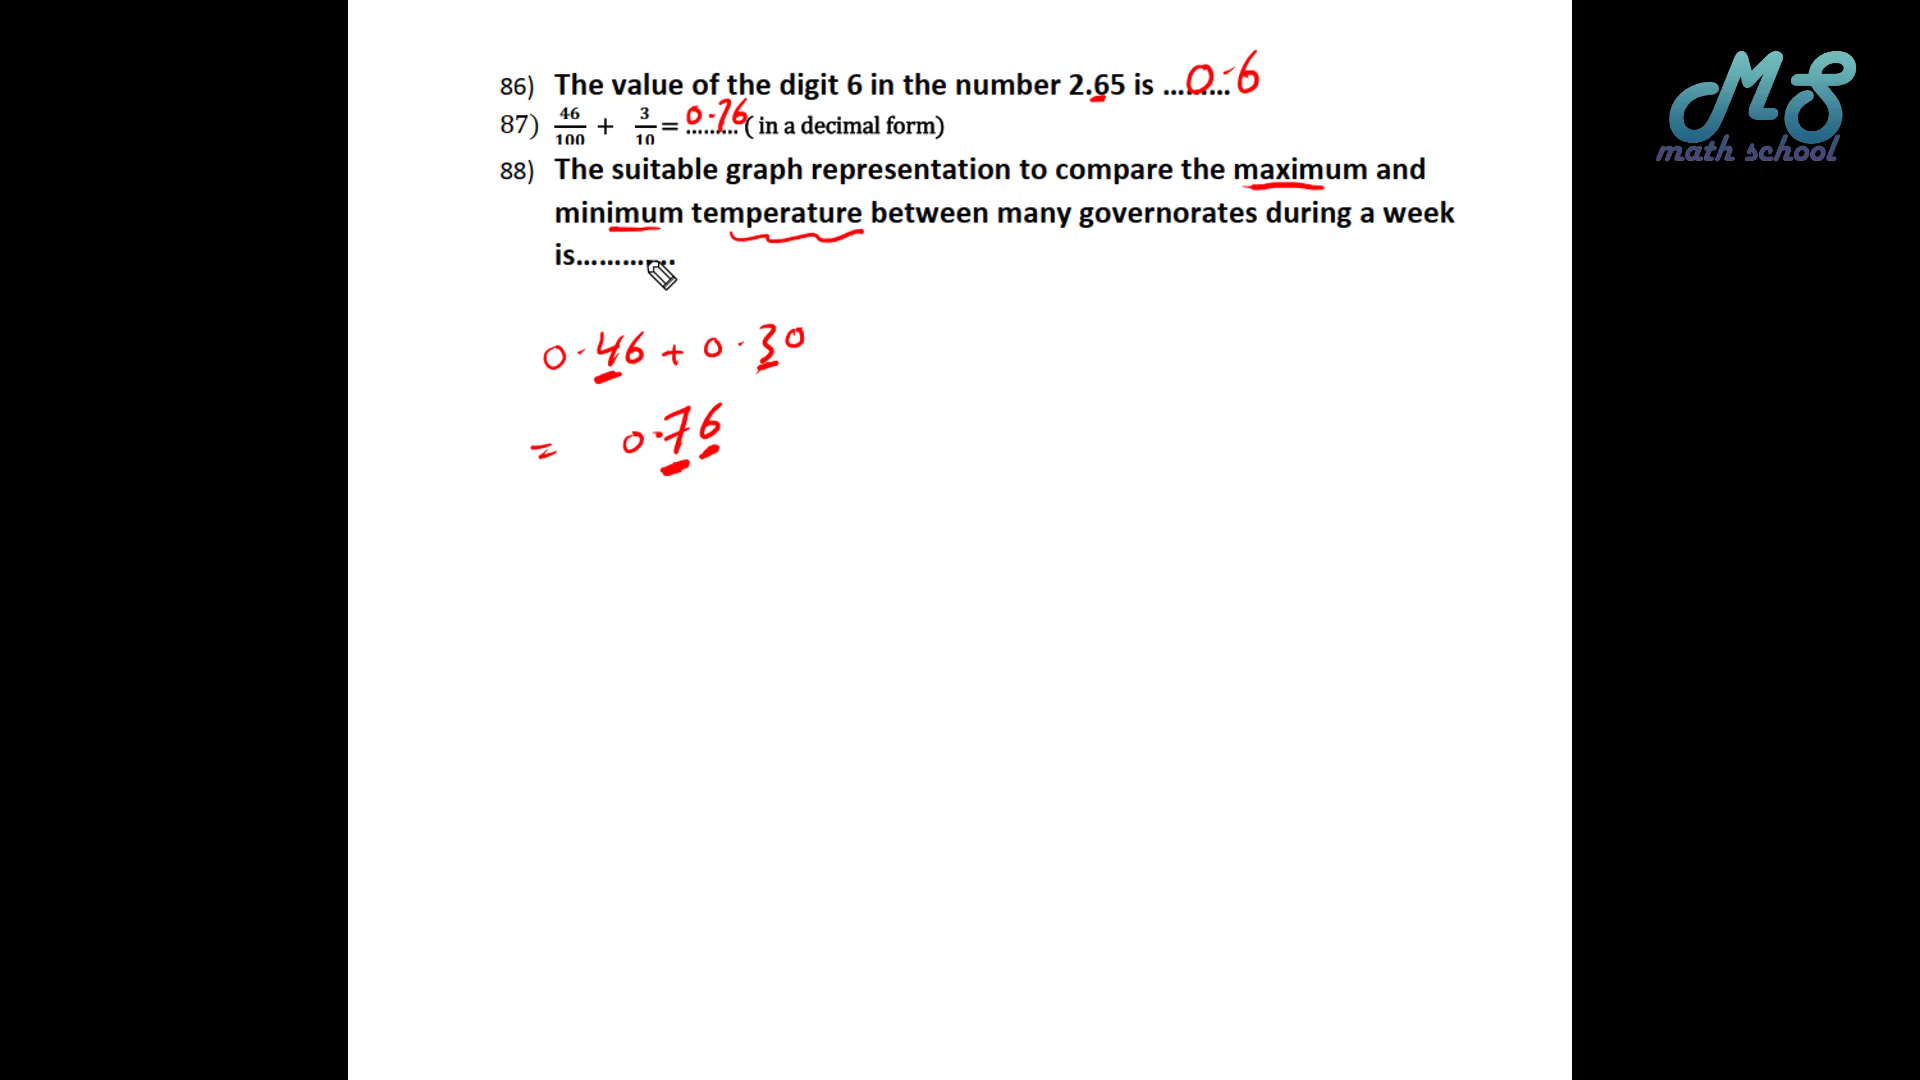 86) The value of the digit 6 in the number 2.65 is ......... 0.6
87) 46/100 + 3/10 = ......... 0.76 ( in a decimal form)
88) The suitable graph representation to compare the maximum and
minimum temperature between many governorates during a week
is.............
0.46 + 0.30
= 0.76
MS
math school